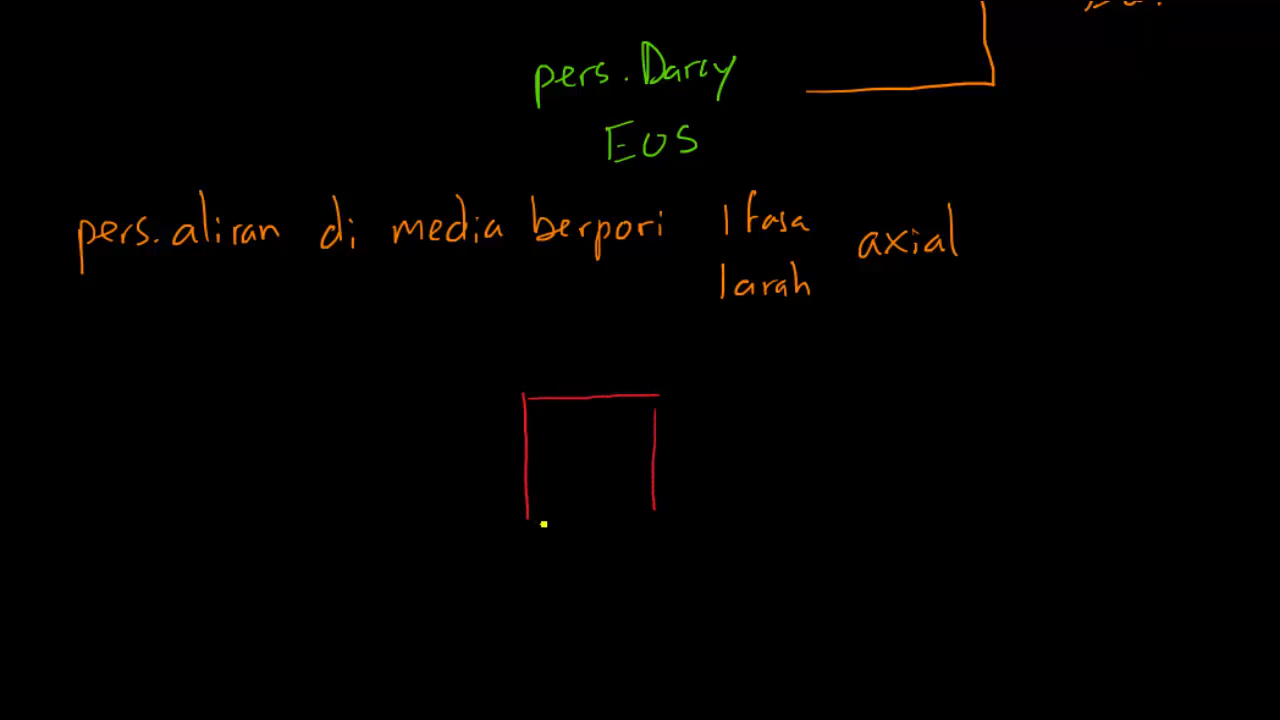 pers. Darcy
EOS
pers. aliran di media berpori 1 fasa axial
1 arah